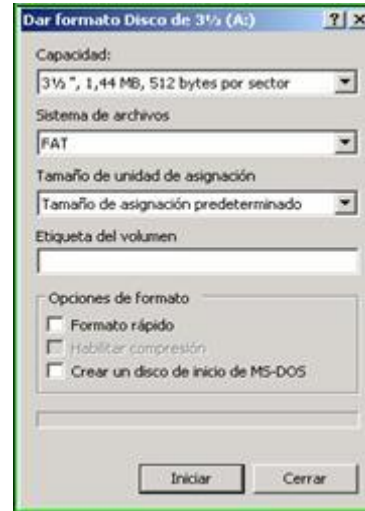 Dar formato Disco de 3½ (A:)
Capacidad:
3½ ", 1,44 MB, 512 bytes por sector
Sistema de archivos
FAT
Tamaño de unidad de asignación
Tamaño de asignación predeterminado
Etiqueta del volumen
Opciones de formato
Formato rápido
Habilitar compresión
Crear un disco de inicio de MS-DOS
Iniciar
Cerrar